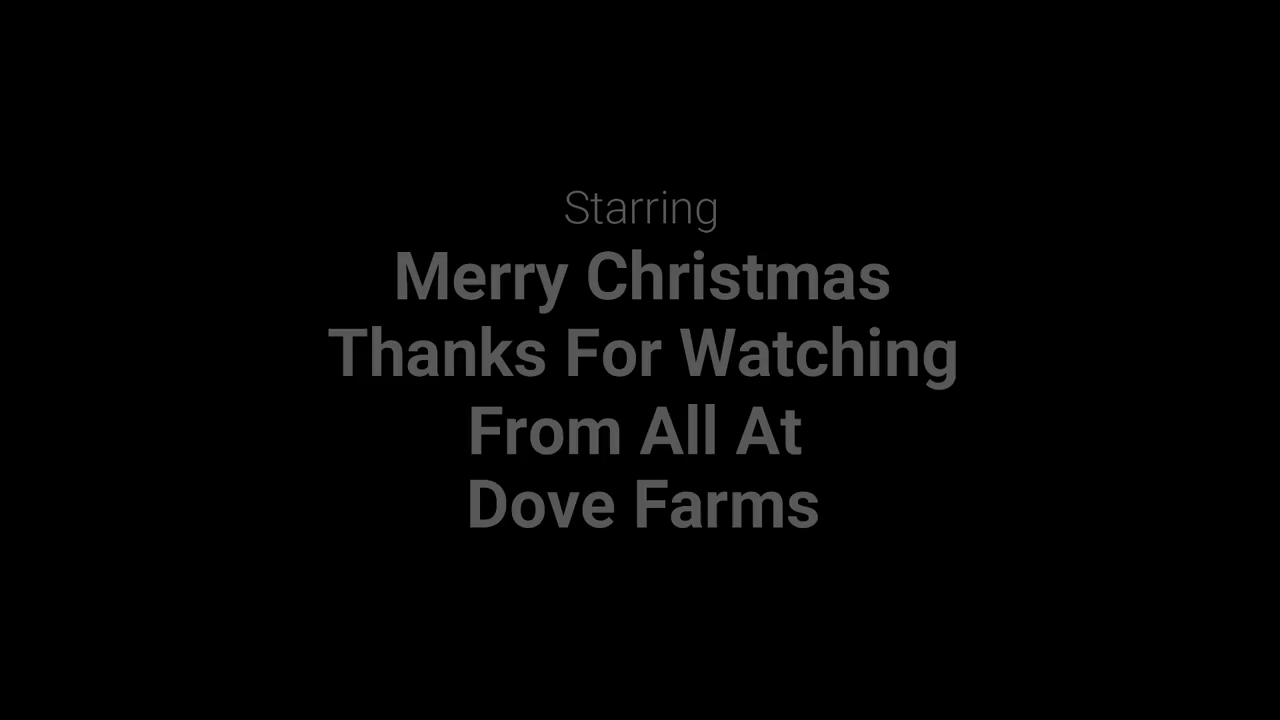 Starring
Merry Christmas
Thanks For Watching
From All At
Dove Farms